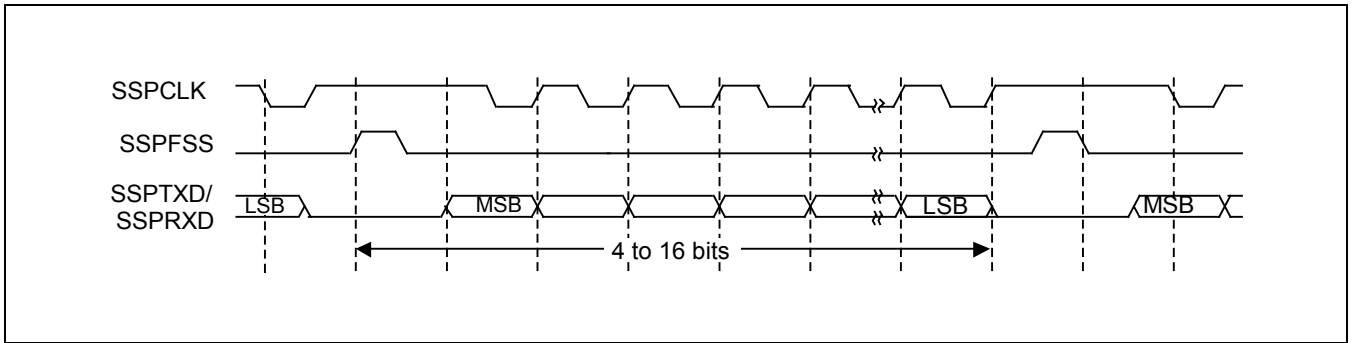 SSPCLK
SSPFSS
SSPTXD/
SSPRXD
LSB
MSB
LSB
MSB
4 to 16 bits